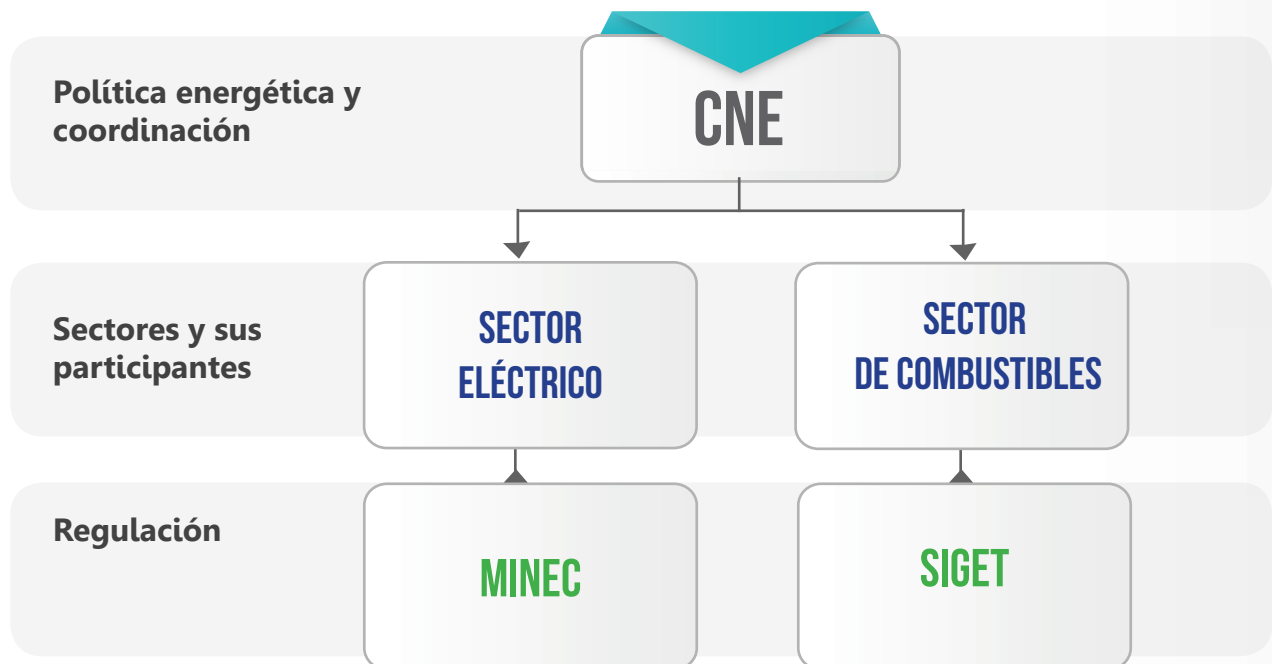 Política energética y
coordinación
CNE
Sectores y sus
participantes
SECTOR
ELÉCTRICO
SECTOR
DE COMBUSTIBLES
Regulación
MINEC
SIGET